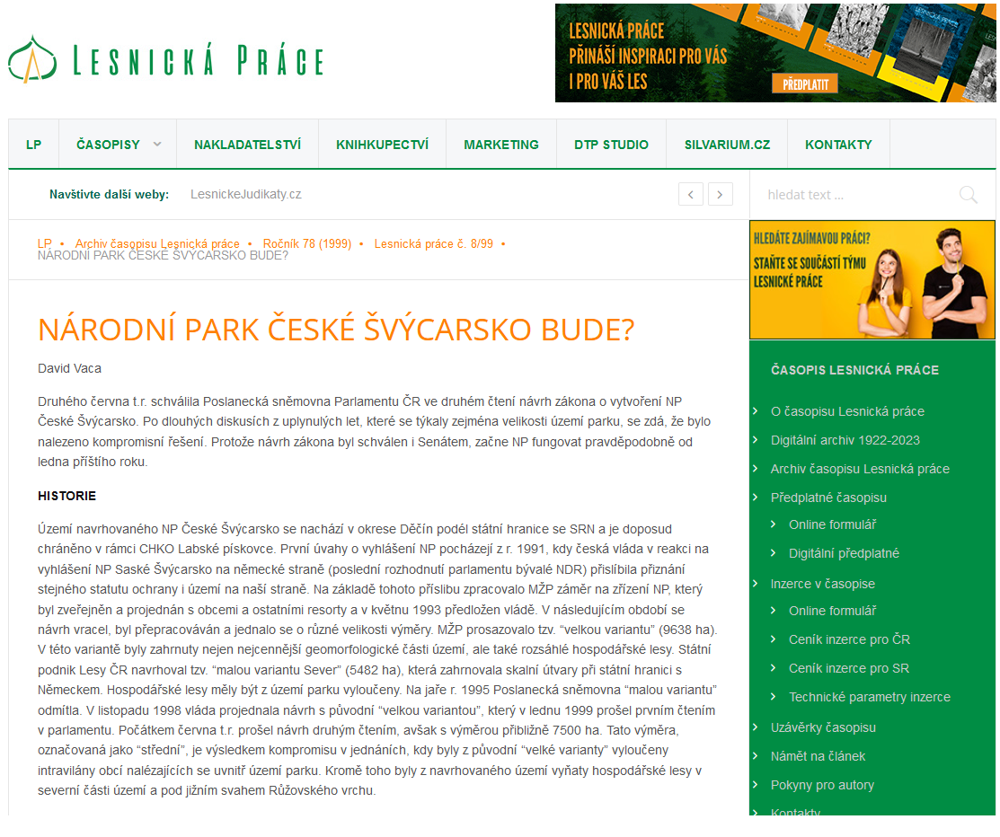 LESNICKÁ PRÁCE
LESNICKÁ PRÁCE
PŘINÁŠÍ INSPIRACI PRO VÁS
I PRO VÁŠ LES
PŘEDPLATIT
LP
ČASOPISY
NAKLADATELSTVÍ
KNIHKUPECTVÍ
MARKETING
DTP STUDIO
SILVARIUM.CZ
KONTAKTY
Navštivte další weby: LesnickeJudikaty.cz
hledat text ...
LP • Archiv časopisu Lesnická práce • Ročník 78 (1999) • Lesnická práce č. 8/99 •
NÁRODNÍ PARK ČESKÉ ŠVÝCARSKO BUDE?
NÁRODNÍ PARK ČESKÉ ŠVÝCARSKO BUDE?
David Vaca
Druhého června t.r. schválila Poslanecká sněmovna Parlamentu ČR ve druhém čtení návrh zákona o vytvoření NP
České Švýcarsko. Po dlouhých diskusích z uplynulých let, které se týkaly zejména velikosti území parku, se zdá, že bylo
nalezeno kompromisní řešení. Protože návrh zákona byl schválen i Senátem, začne NP fungovat pravděpodobně od
ledna příštího roku.
HISTORIE
Území navrhovaného NP České Švýcarsko se nachází v okrese Děčín podél státní hranice se SRN a je doposud
chráněno v rámci CHKO Labské pískovce. První úvahy o vyhlášení NP pocházejí z r. 1991, kdy česká vláda v reakci na
vyhlášení NP Saské Švýcarsko na německé straně (poslední rozhodnutí parlamentu bývalé NDR) přislíbila přiznání
stejného statutu ochrany i území na naší straně. Na základě tohoto příslibu zpracovalo MŽP záměr na zřízení NP, který
byl zveřejněn a projednán s obcemi a ostatními resorty a v květnu 1993 předložen vládě. V následujícím období se
návrh vracel, byl přepracováván a jednalo se o různé velikosti výměry. MŽP prosazovalo tzv. “velkou variantu” (9638 ha).
V této variantě byly zahrnuty nejen nejcennější geomorfologické části území, ale také rozsáhlé hospodářské lesy. Státní
podnik Lesy ČR navrhoval tzv. “malou variantu Sever” (5482 ha), která zahrnovala skalní útvary při státní hranici s
Německem. Hospodářské lesy měly být z území parku vyloučeny. Na jaře r. 1995 Poslanecká sněmovna “malou variantu”
odmítla. V listopadu 1998 vláda projednala návrh s původní “velkou variantou”, který v lednu 1999 prošel prvním čtením
v parlamentu. Počátkem června t.r. prošel návrh druhým čtením, avšak s výměrou přibližně 7500 ha. Tato výměra,
označovaná jako “střední”, je výsledkem kompromisu v jednáních, kdy byly z původní “velké varianty” vyloučeny
intravilány obcí nalézajících se uvnitř území parku. Kromě toho byly z navrhovaného území vyňaty hospodářské lesy v
severní části území a pod jižním svahem Růžovského vrchu.
HLEDÁTE ZAJÍMAVOU PRÁCI?
STAŇTE SE SOUČÁSTÍ TÝMU
LESNICKÉ PRÁCE
ČASOPIS LESNICKÁ PRÁCE
O časopisu Lesnická práce
Digitální archiv 1922-2023
Archiv časopisu Lesnická práce
Předplatné časopisu
Online formulář
Digitální předplatné
Inzerce v časopise
Online formulář
Ceník inzerce pro ČR
Ceník inzerce pro SR
Technické parametry inzerce
Uzávěrky časopisu
Námět na článek
Pokyny pro autory
Kontakty